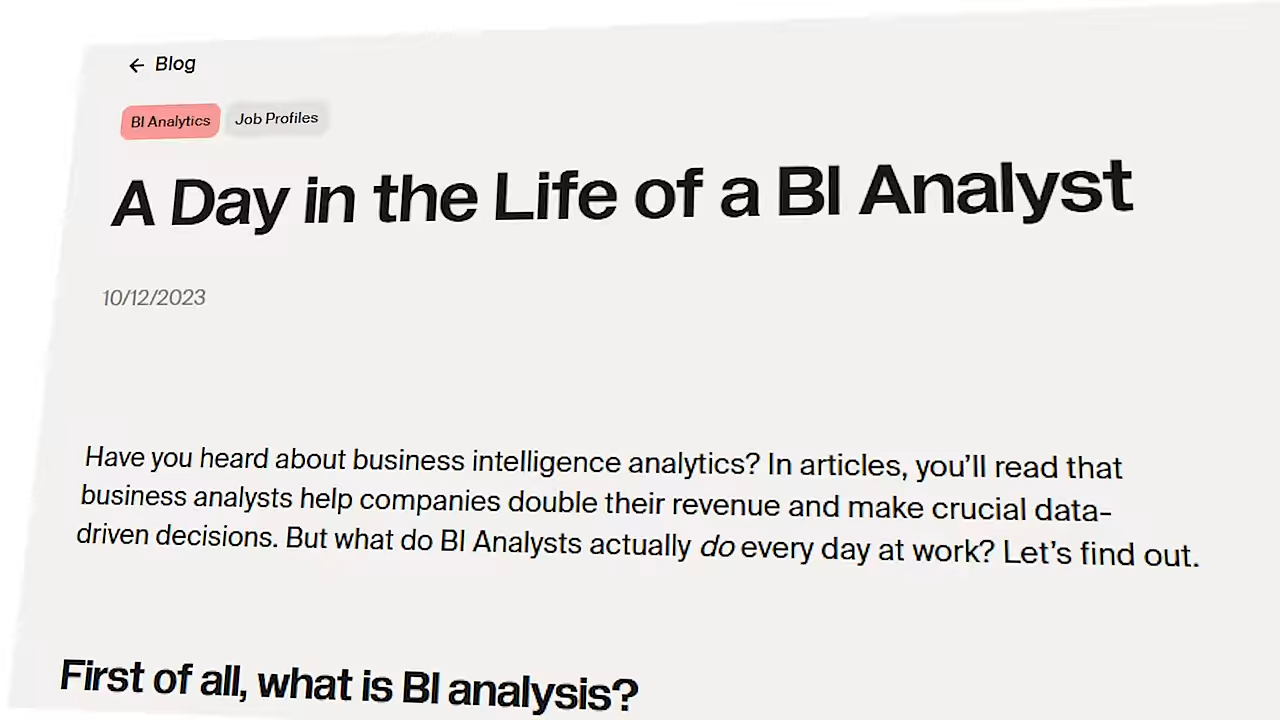 ← Blog
BI Analytics Job Profiles
A Day in the Life of a BI Analyst
10/12/2023
Have you heard about business intelligence analytics? In articles, you’ll read that
business analysts help companies double their revenue and make crucial data-
driven decisions. But what do BI Analysts actually do every day at work? Let’s find out.
First of all, what is BI analysis?